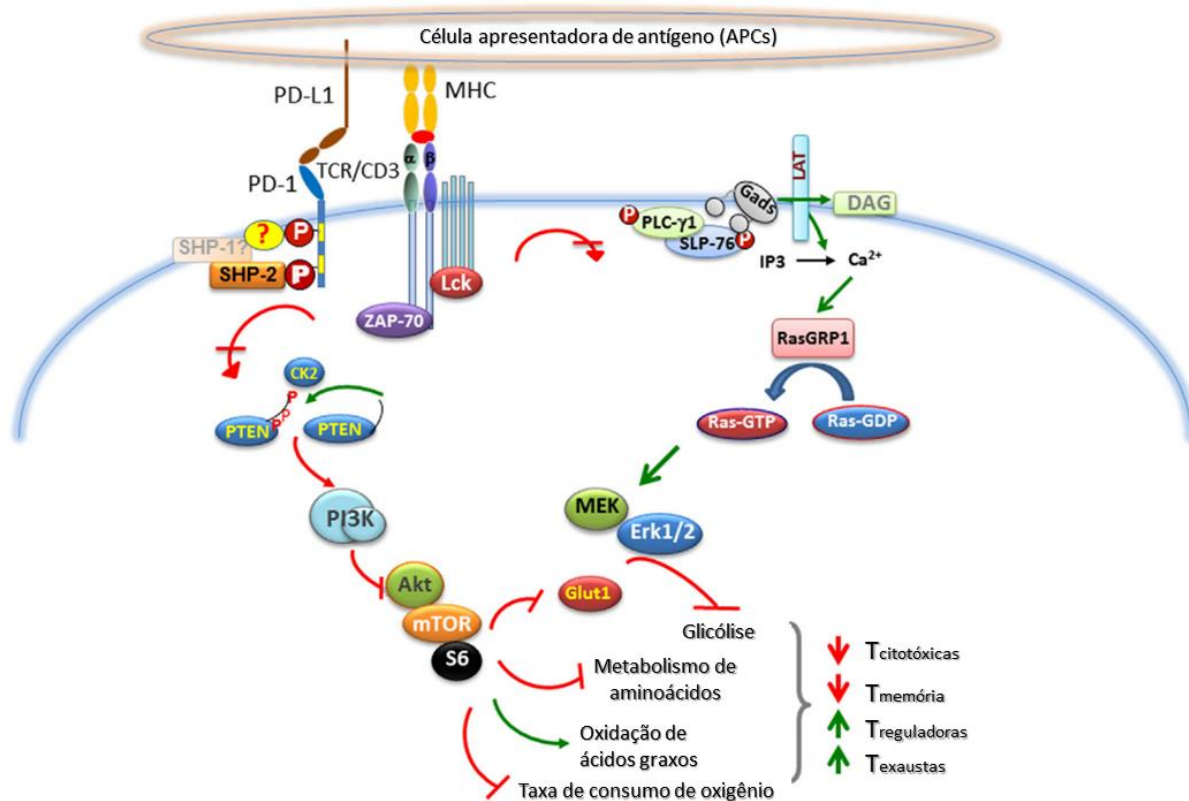 Célula apresentadora de antígeno (APCs)
PD-L1
MHC
TCR/CD3
α
β
PD-1
LAT
Gads
DAG
P
PLC-γ1
SLP-76
P
IP3
Ca²⁺
?
P
SHP-1?
SHP-2
P
Lck
ZAP-70
RasGRP1
CK2
P
P
P
PTEN
PTEN
Ras-GTP
Ras-GDP
PI3K
MEK
Erk1/2
Akt
Glut1
mTOR
S6
Glicólise
Metabolismo de
aminoácidos
Oxidação de
ácidos graxos
Taxa de consumo de oxigênio
Tcitotóxicas
Tmemória
Treguladoras
Texaustas